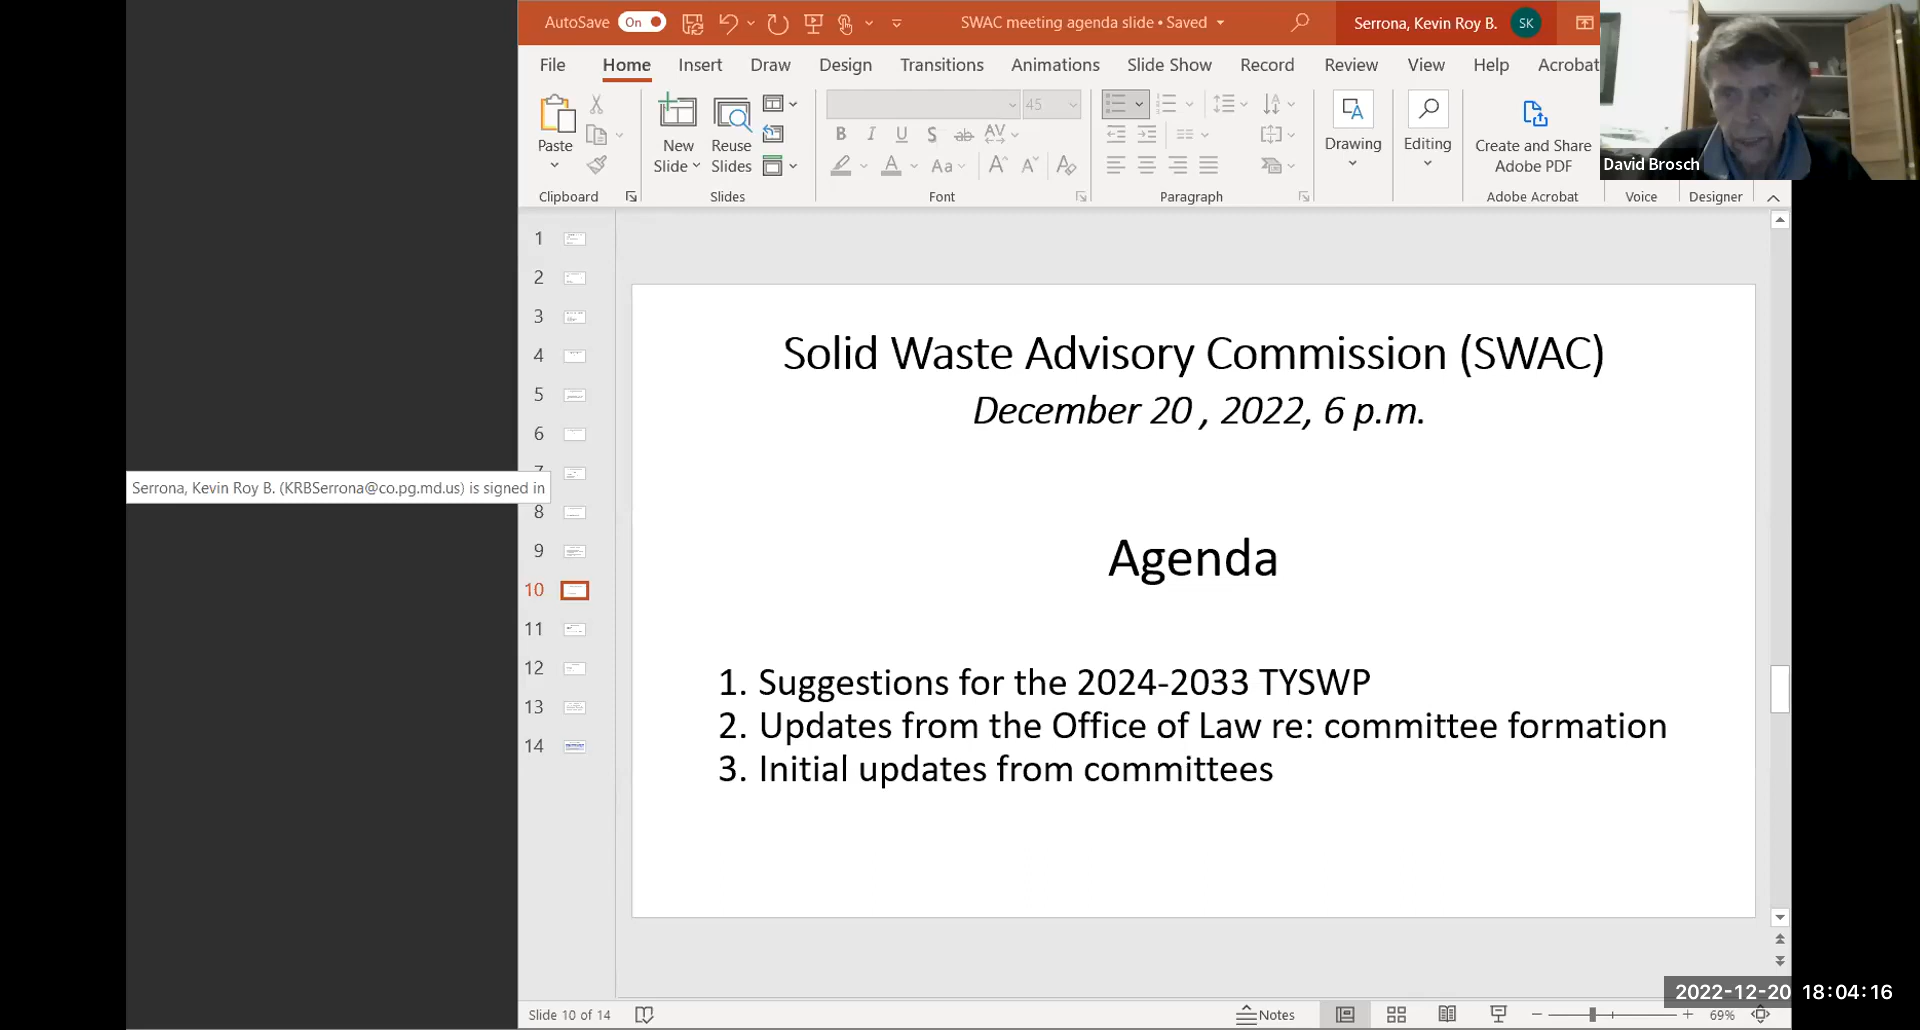 AutoSave On SWAC meeting agenda slide • Saved Serrona, Kevin Roy B. SK
File Home Insert Draw Design Transitions Animations Slide Show Record Review View Help Acrobat
45
Paste New Slide Reuse Slides B I U S ab AV Drawing Editing Create and Share Adobe PDF
Aa A A A
David Brosch
Clipboard Slides Font Paragraph Adobe Acrobat Voice Designer
1
2
3
4
5
6
7
8
9
10
11
12
13
14
Serrona, Kevin Roy B. (KRBSerrona@co.pg.md.us) is signed in
Solid Waste Advisory Commission (SWAC)
December 20 , 2022, 6 p.m.
Agenda
1. Suggestions for the 2024-2033 TYSWP
2. Updates from the Office of Law re: committee formation
3. Initial updates from committees
2022-12-20 18:04:16
Slide 10 of 14 Notes 69%